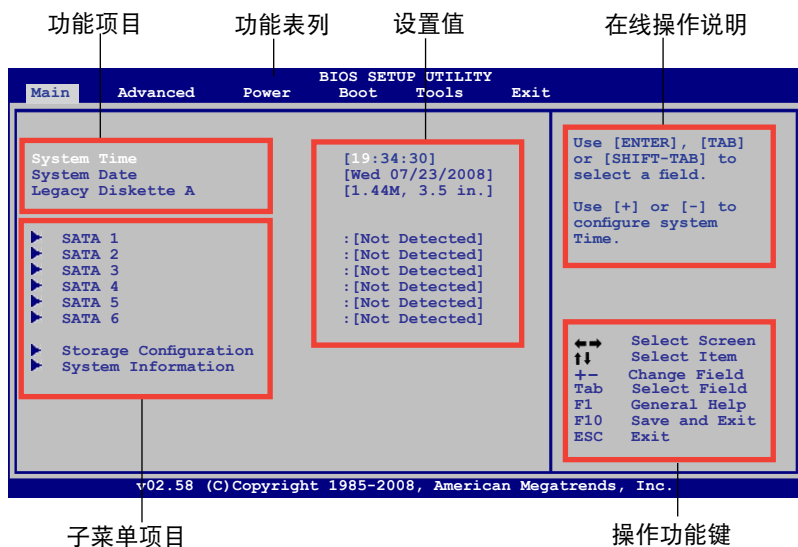 功能项目 功能表列 设置值 在线操作说明
BIOS SETUP UTILITY
Main Advanced Power Boot Tools Exit
System Time [19:34:30]
System Date [Wed 07/23/2008]
Legacy Diskette A [1.44M, 3.5 in.]
SATA 1 :[Not Detected]
SATA 2 :[Not Detected]
SATA 3 :[Not Detected]
SATA 4 :[Not Detected]
SATA 5 :[Not Detected]
SATA 6 :[Not Detected]
Storage Configuration
System Information
Use [ENTER], [TAB]
or [SHIFT-TAB] to
select a field.
Use [+] or [-] to
configure system
Time.
←→ Select Screen
↑↓ Select Item
+- Change Field
Tab Select Field
F1 General Help
F10 Save and Exit
ESC Exit
v02.58 (C)Copyright 1985-2008, American Megatrends, Inc.
子菜单项目 操作功能键